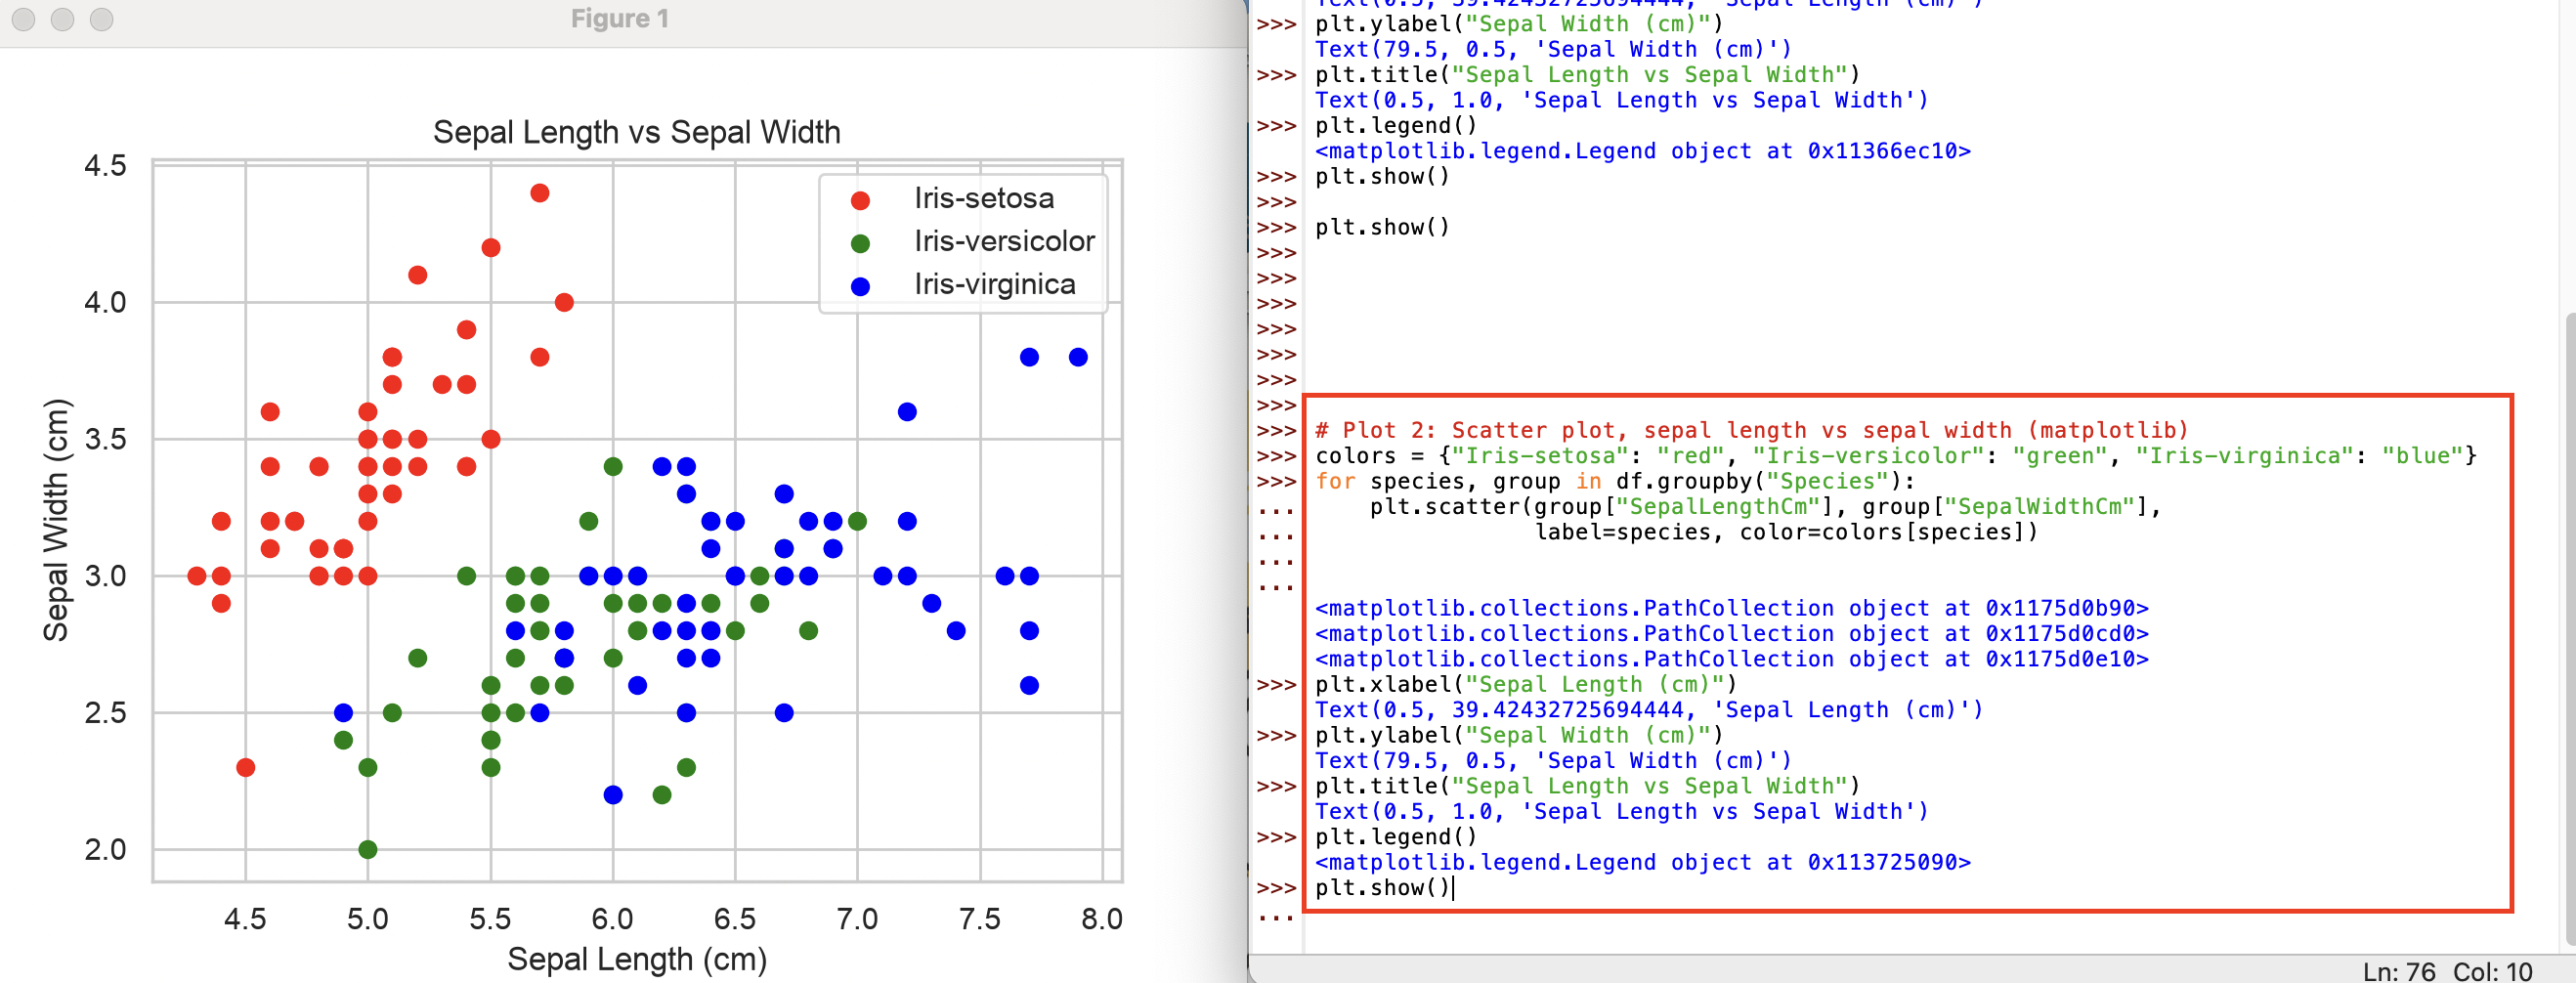 Figure 1
Sepal Length vs Sepal Width
4.5
4.0
3.5
3.0
2.5
2.0
Sepal Width (cm)
Iris-setosa
Iris-versicolor
Iris-virginica
4.5 5.0 5.5 6.0 6.5 7.0 7.5 8.0
Sepal Length (cm)
Text(0.5, 39.42432725694444, 'Sepal Length (cm)')
>>> plt.ylabel("Sepal Width (cm)")
Text(79.5, 0.5, 'Sepal Width (cm)')
>>> plt.title("Sepal Length vs Sepal Width")
Text(0.5, 1.0, 'Sepal Length vs Sepal Width')
>>> plt.legend()
<matplotlib.legend.Legend object at 0x11366ec10>
>>> plt.show()
>>>
>>> plt.show()
>>>
>>>
>>>
>>>
>>>
>>>
>>>
>>> # Plot 2: Scatter plot, sepal length vs sepal width (matplotlib)
>>> colors = {"Iris-setosa": "red", "Iris-versicolor": "green", "Iris-virginica": "blue"}
>>> for species, group in df.groupby("Species"):
...     plt.scatter(group["SepalLengthCm"], group["SepalWidthCm"],
...                 label=species, color=colors[species])
...
...
<matplotlib.collections.PathCollection object at 0x1175d0b90>
<matplotlib.collections.PathCollection object at 0x1175d0cd0>
<matplotlib.collections.PathCollection object at 0x1175d0e10>
>>> plt.xlabel("Sepal Length (cm)")
Text(0.5, 39.42432725694444, 'Sepal Length (cm)')
>>> plt.ylabel("Sepal Width (cm)")
Text(79.5, 0.5, 'Sepal Width (cm)')
>>> plt.title("Sepal Length vs Sepal Width")
Text(0.5, 1.0, 'Sepal Length vs Sepal Width')
>>> plt.legend()
<matplotlib.legend.Legend object at 0x113725090>
>>> plt.show()
...
Ln: 76 Col: 10